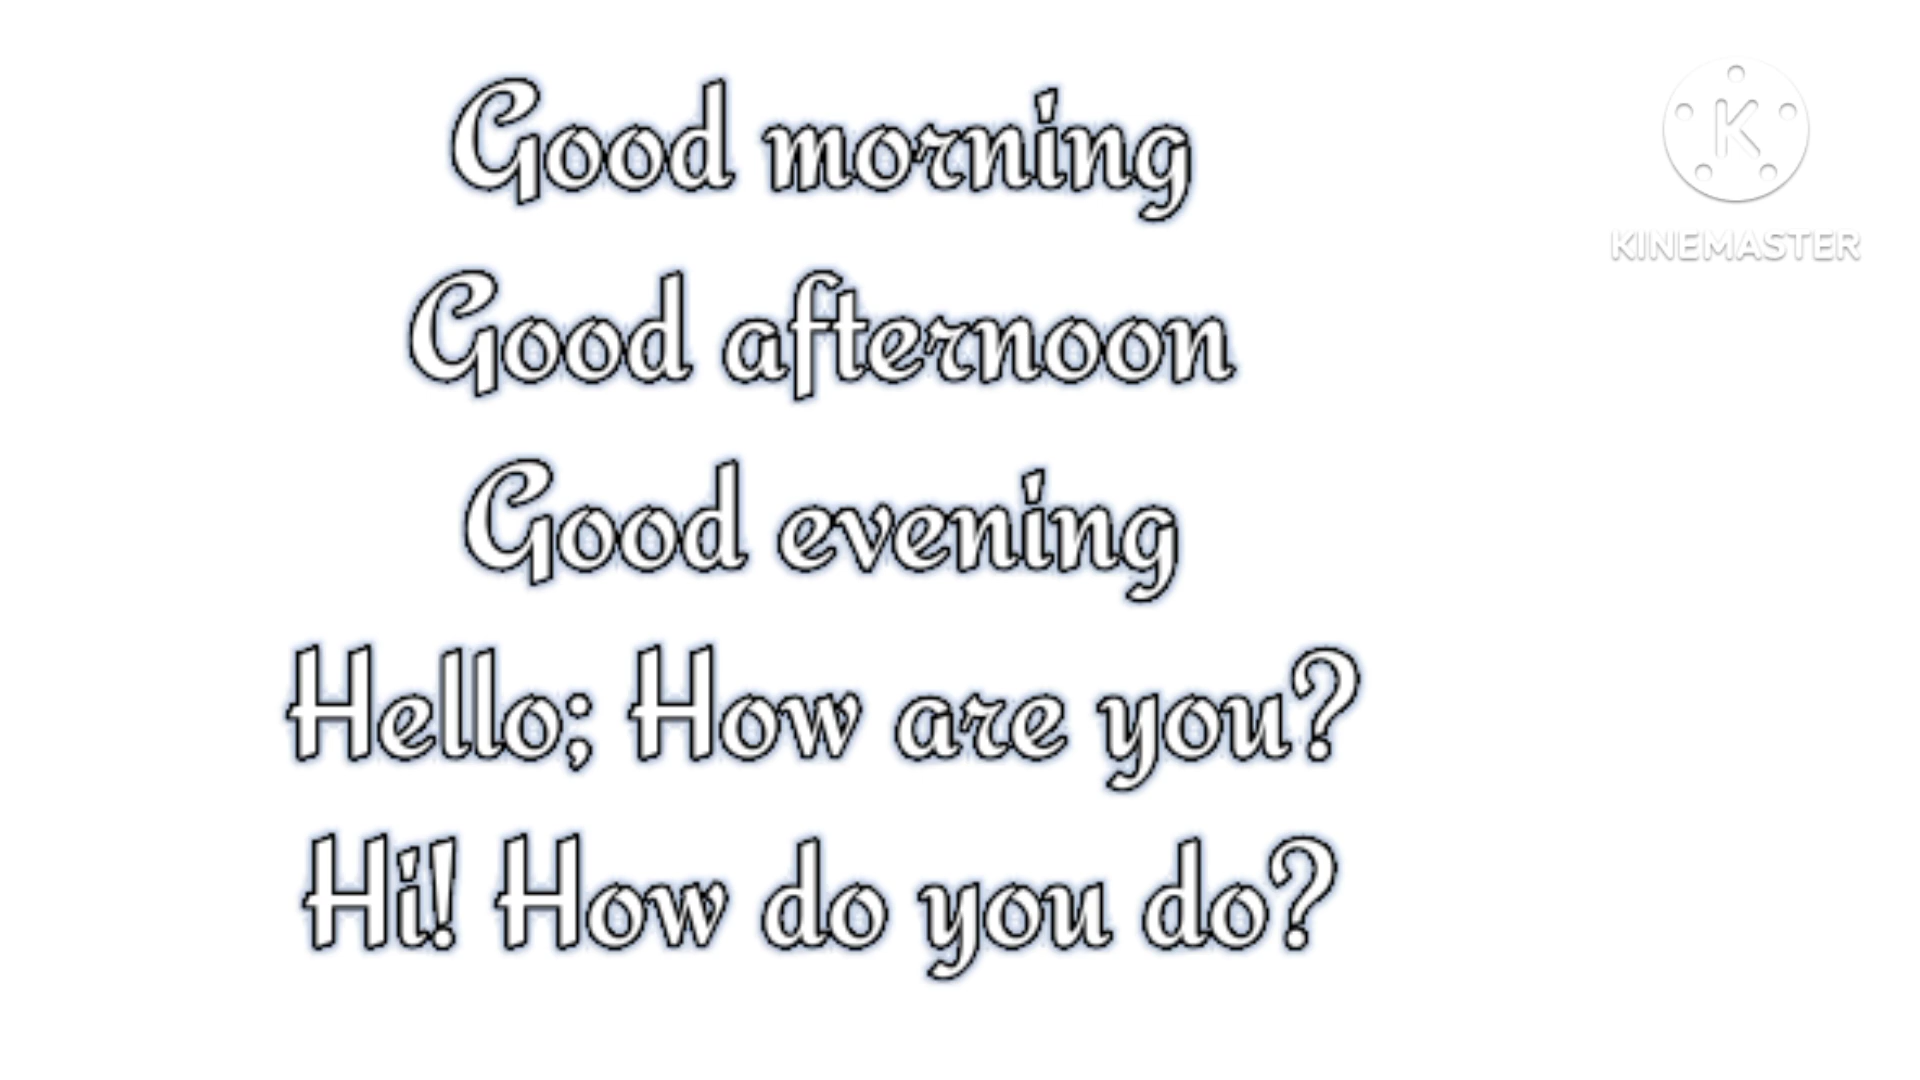 Good morning
Good afternoon
Good evening
Hello; How are you?
Hi! How do you do?
K
KINEMASTER